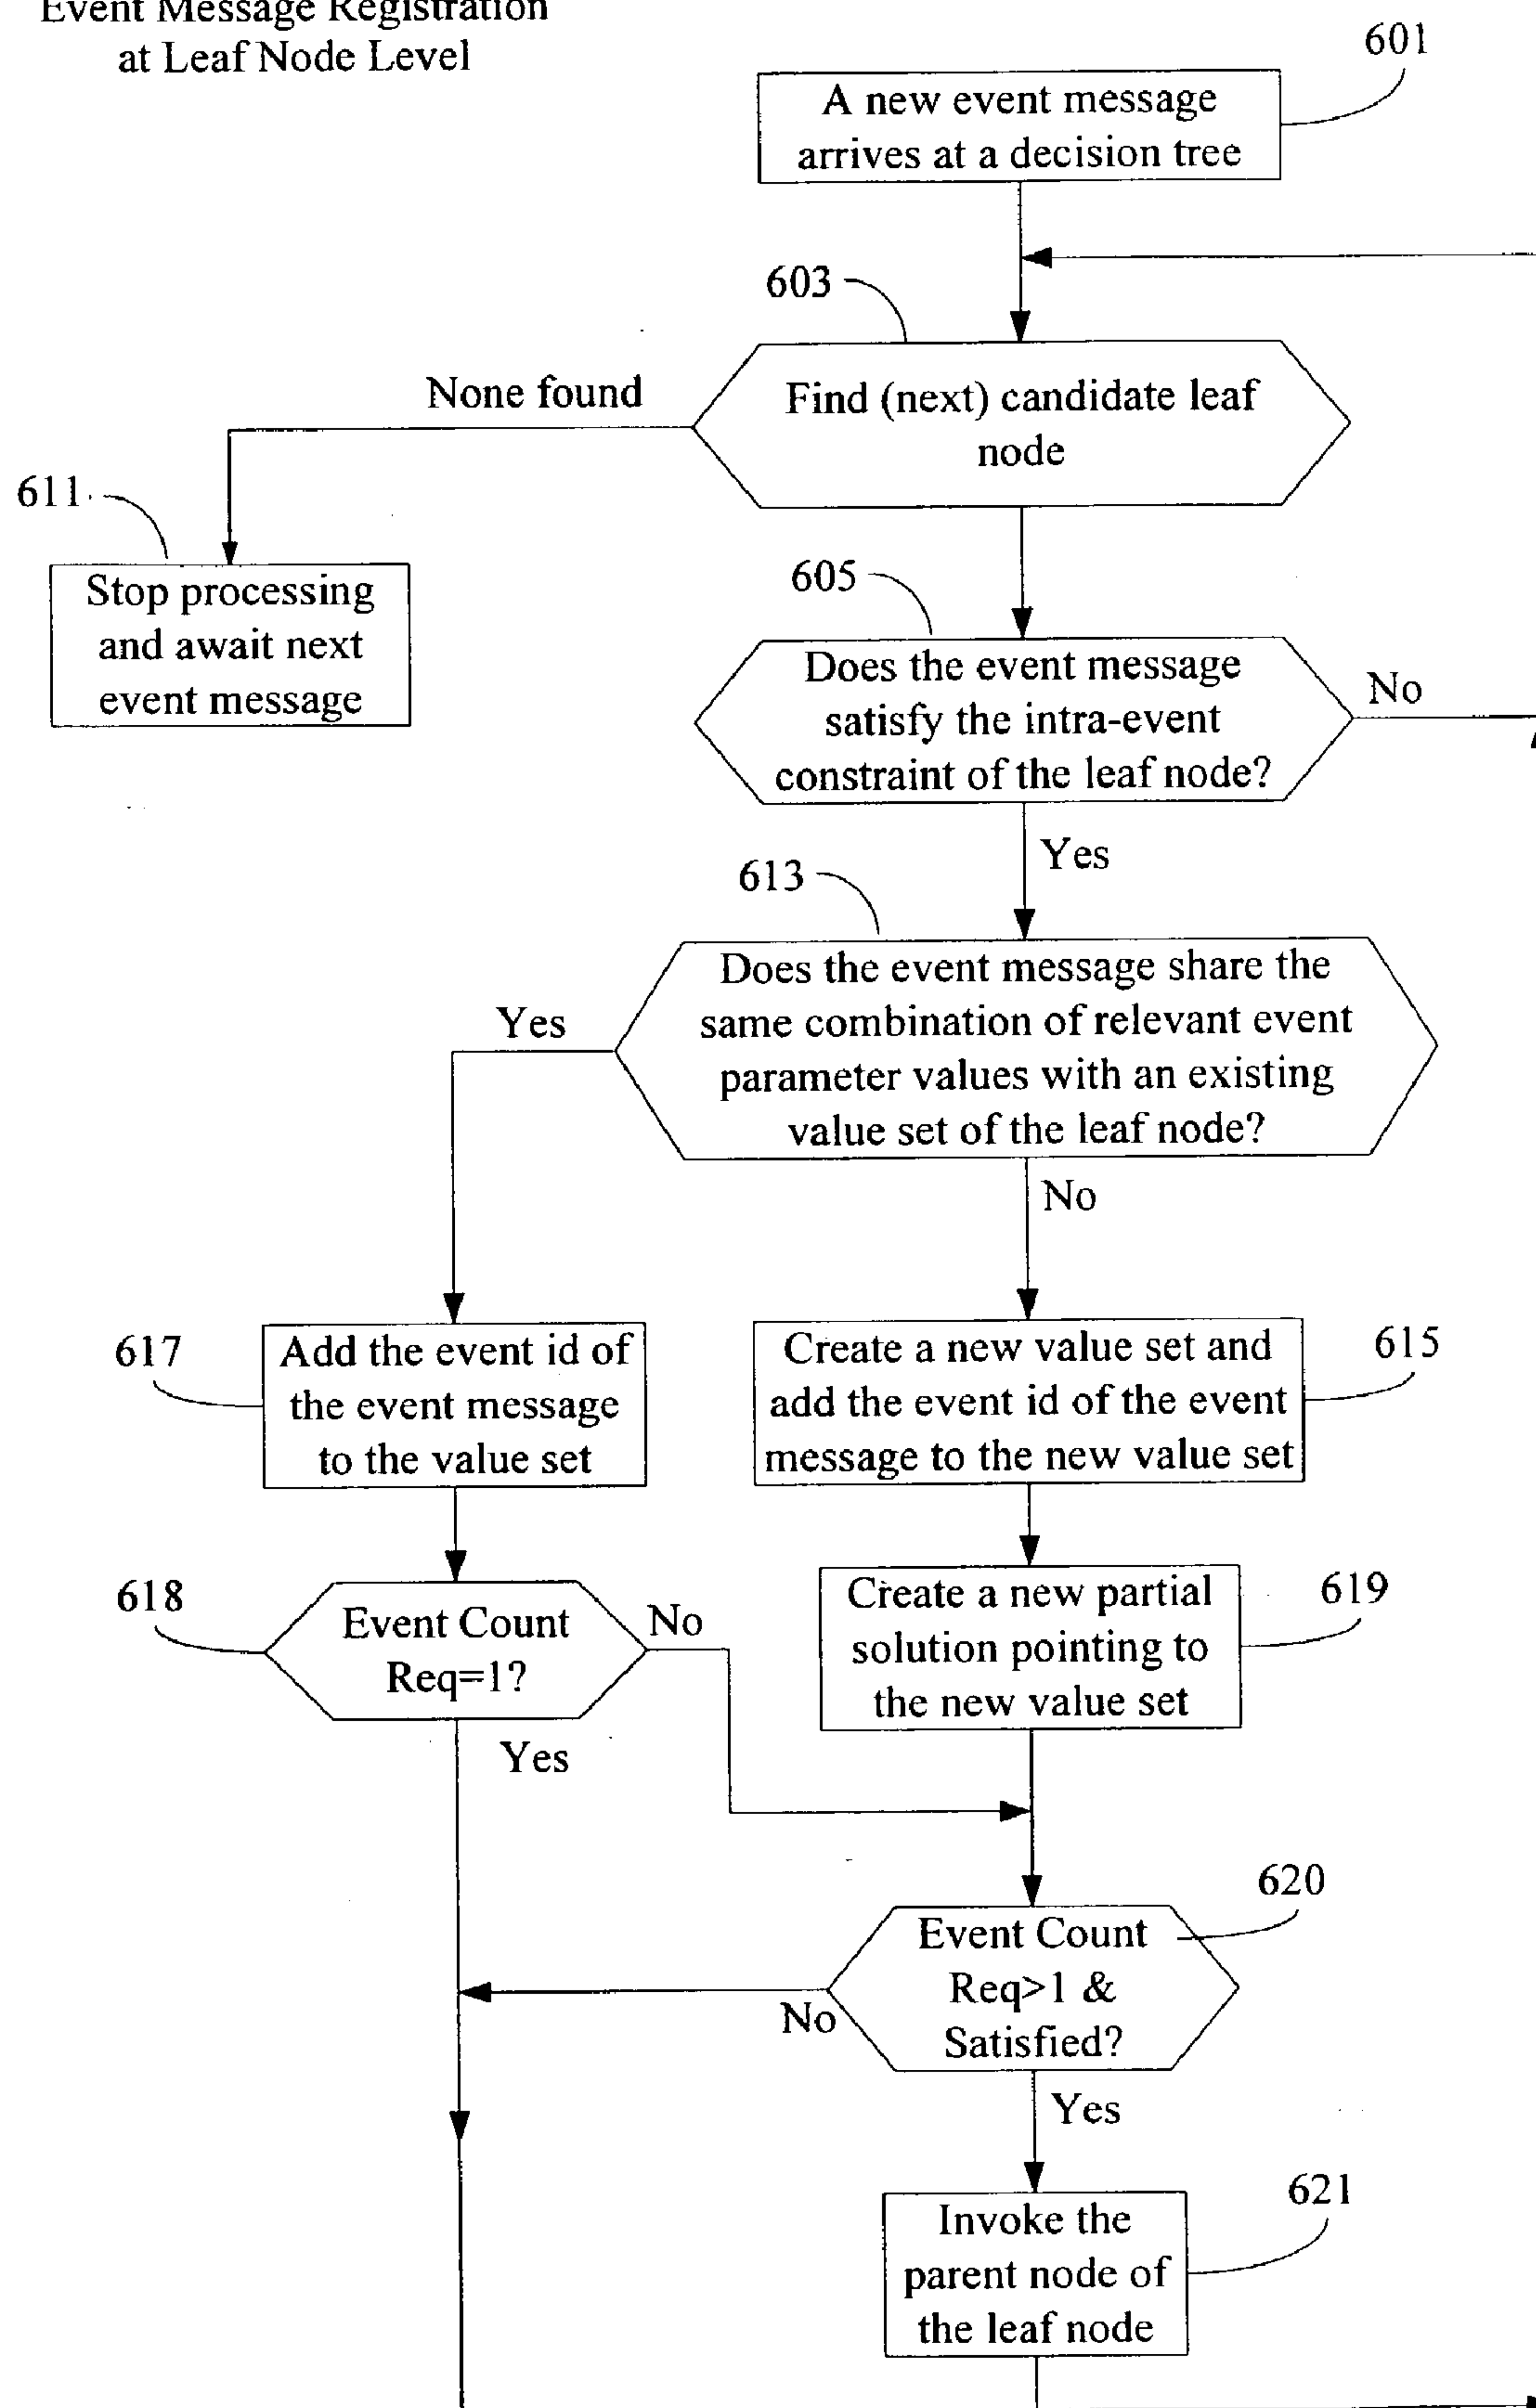 Event Message Registration
at Leaf Node Level
601
A new event message
arrives at a decision tree
603
Find (next) candidate leaf
node
None found
611
Stop processing
and await next
event message
605
Does the event message
satisfy the intra-event
constraint of the leaf node?
No
Yes
613
Does the event message share the
same combination of relevant event
parameter values with an existing
value set of the leaf node?
Yes
No
617
Add the event id of
the event message
to the value set
615
Create a new value set and
add the event id of the event
message to the new value set
618
Event Count
Req=1?
No
Yes
619
Create a new partial
solution pointing to
the new value set
620
Event Count
Req>1 &
Satisfied?
No
Yes
621
Invoke the
parent node of
the leaf node